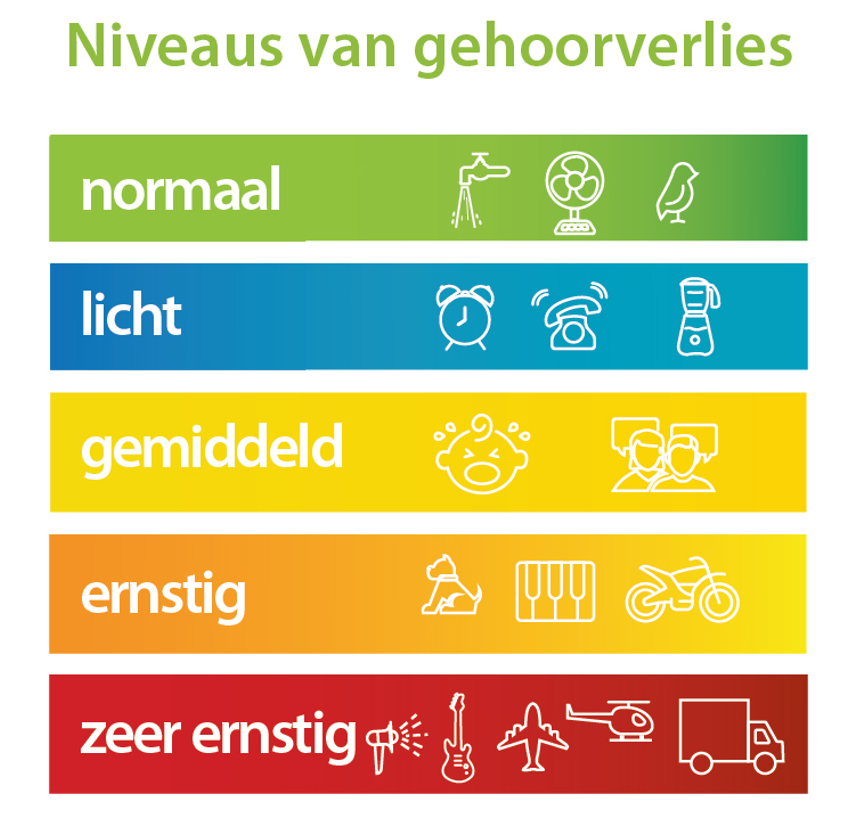 Niveaus van gehoorverlies
normaal
licht
gemiddeld
ernstig
zeer ernstig